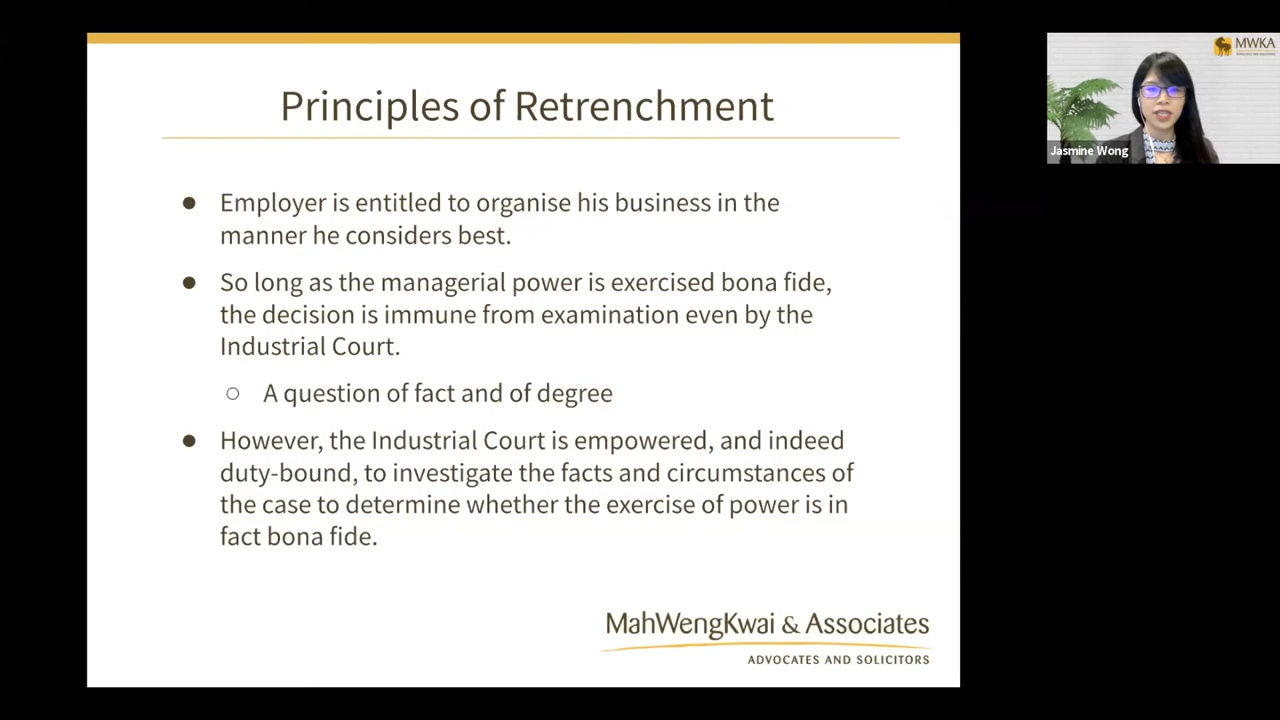 Principles of Retrenchment
● Employer is entitled to organise his business in the
manner he considers best.
● So long as the managerial power is exercised bona fide,
the decision is immune from examination even by the
Industrial Court.
○ A question of fact and of degree
● However, the Industrial Court is empowered, and indeed
duty-bound, to investigate the facts and circumstances of
the case to determine whether the exercise of power is in
fact bona fide.
MahWengKwai & Associates
ADVOCATES AND SOLICITORS
MWKA
Jasmine Wong